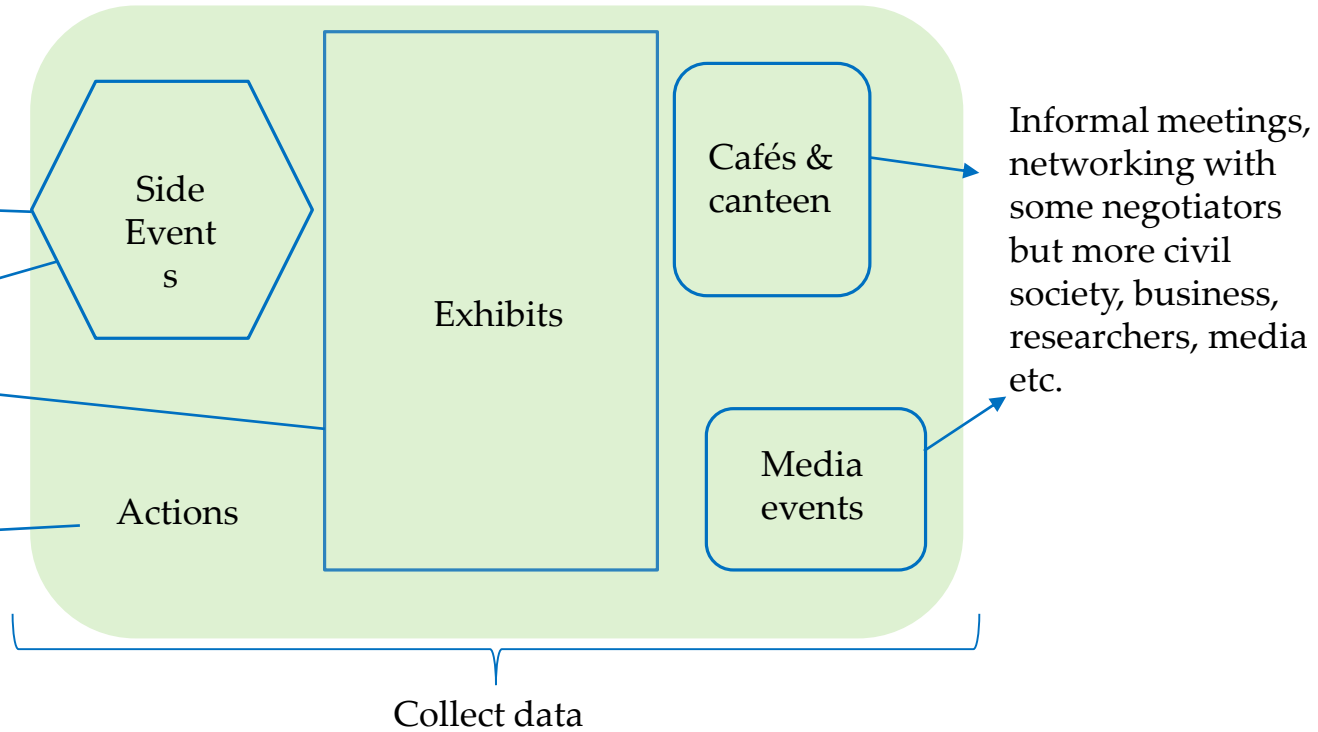 Side
Event
s
Exhibits
Cafés &
canteen
Informal meetings,
networking with
some negotiators
but more civil
society, business,
researchers, media
etc.
Actions
Media
events
Collect data